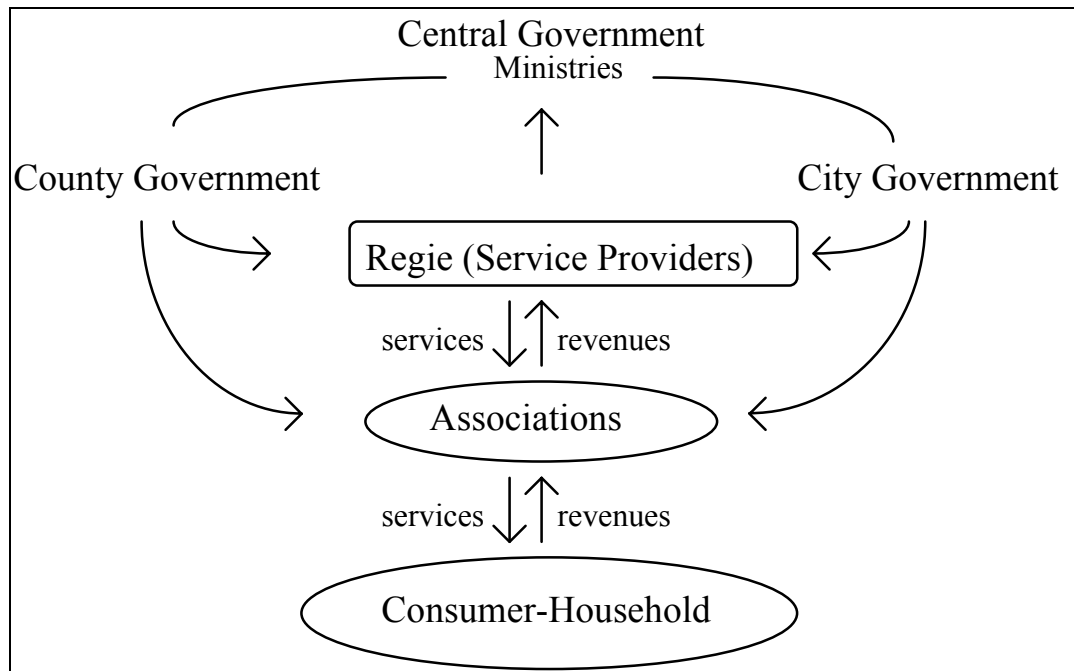 Central Government
Ministries
County Government
City Government
Regie (Service Providers)
services
revenues
Associations
services
revenues
Consumer-Household